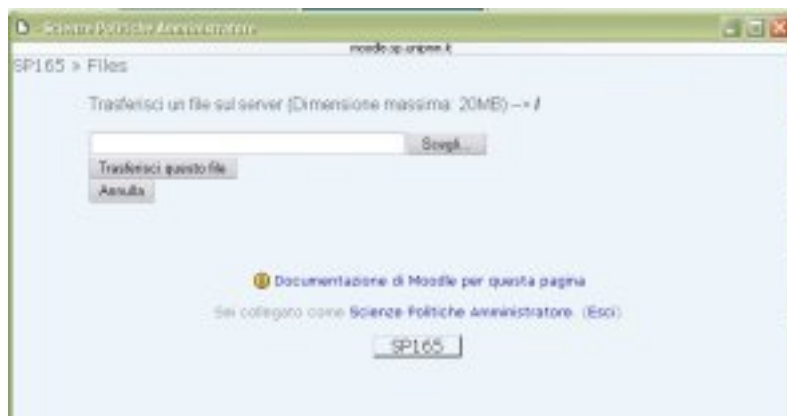 Scienze Politiche Amministratore
moodle.sp.unipmn.it
SP165 » Files
Trasferisci un file sul server (Dimensione massima: 20MB) --> /
Scegli...
Trasferisci questo file
Annulla
Documentazione di Moodle per questa pagina
Sei collegato come Scienze Politiche Amministratore. (Esci)
SP165